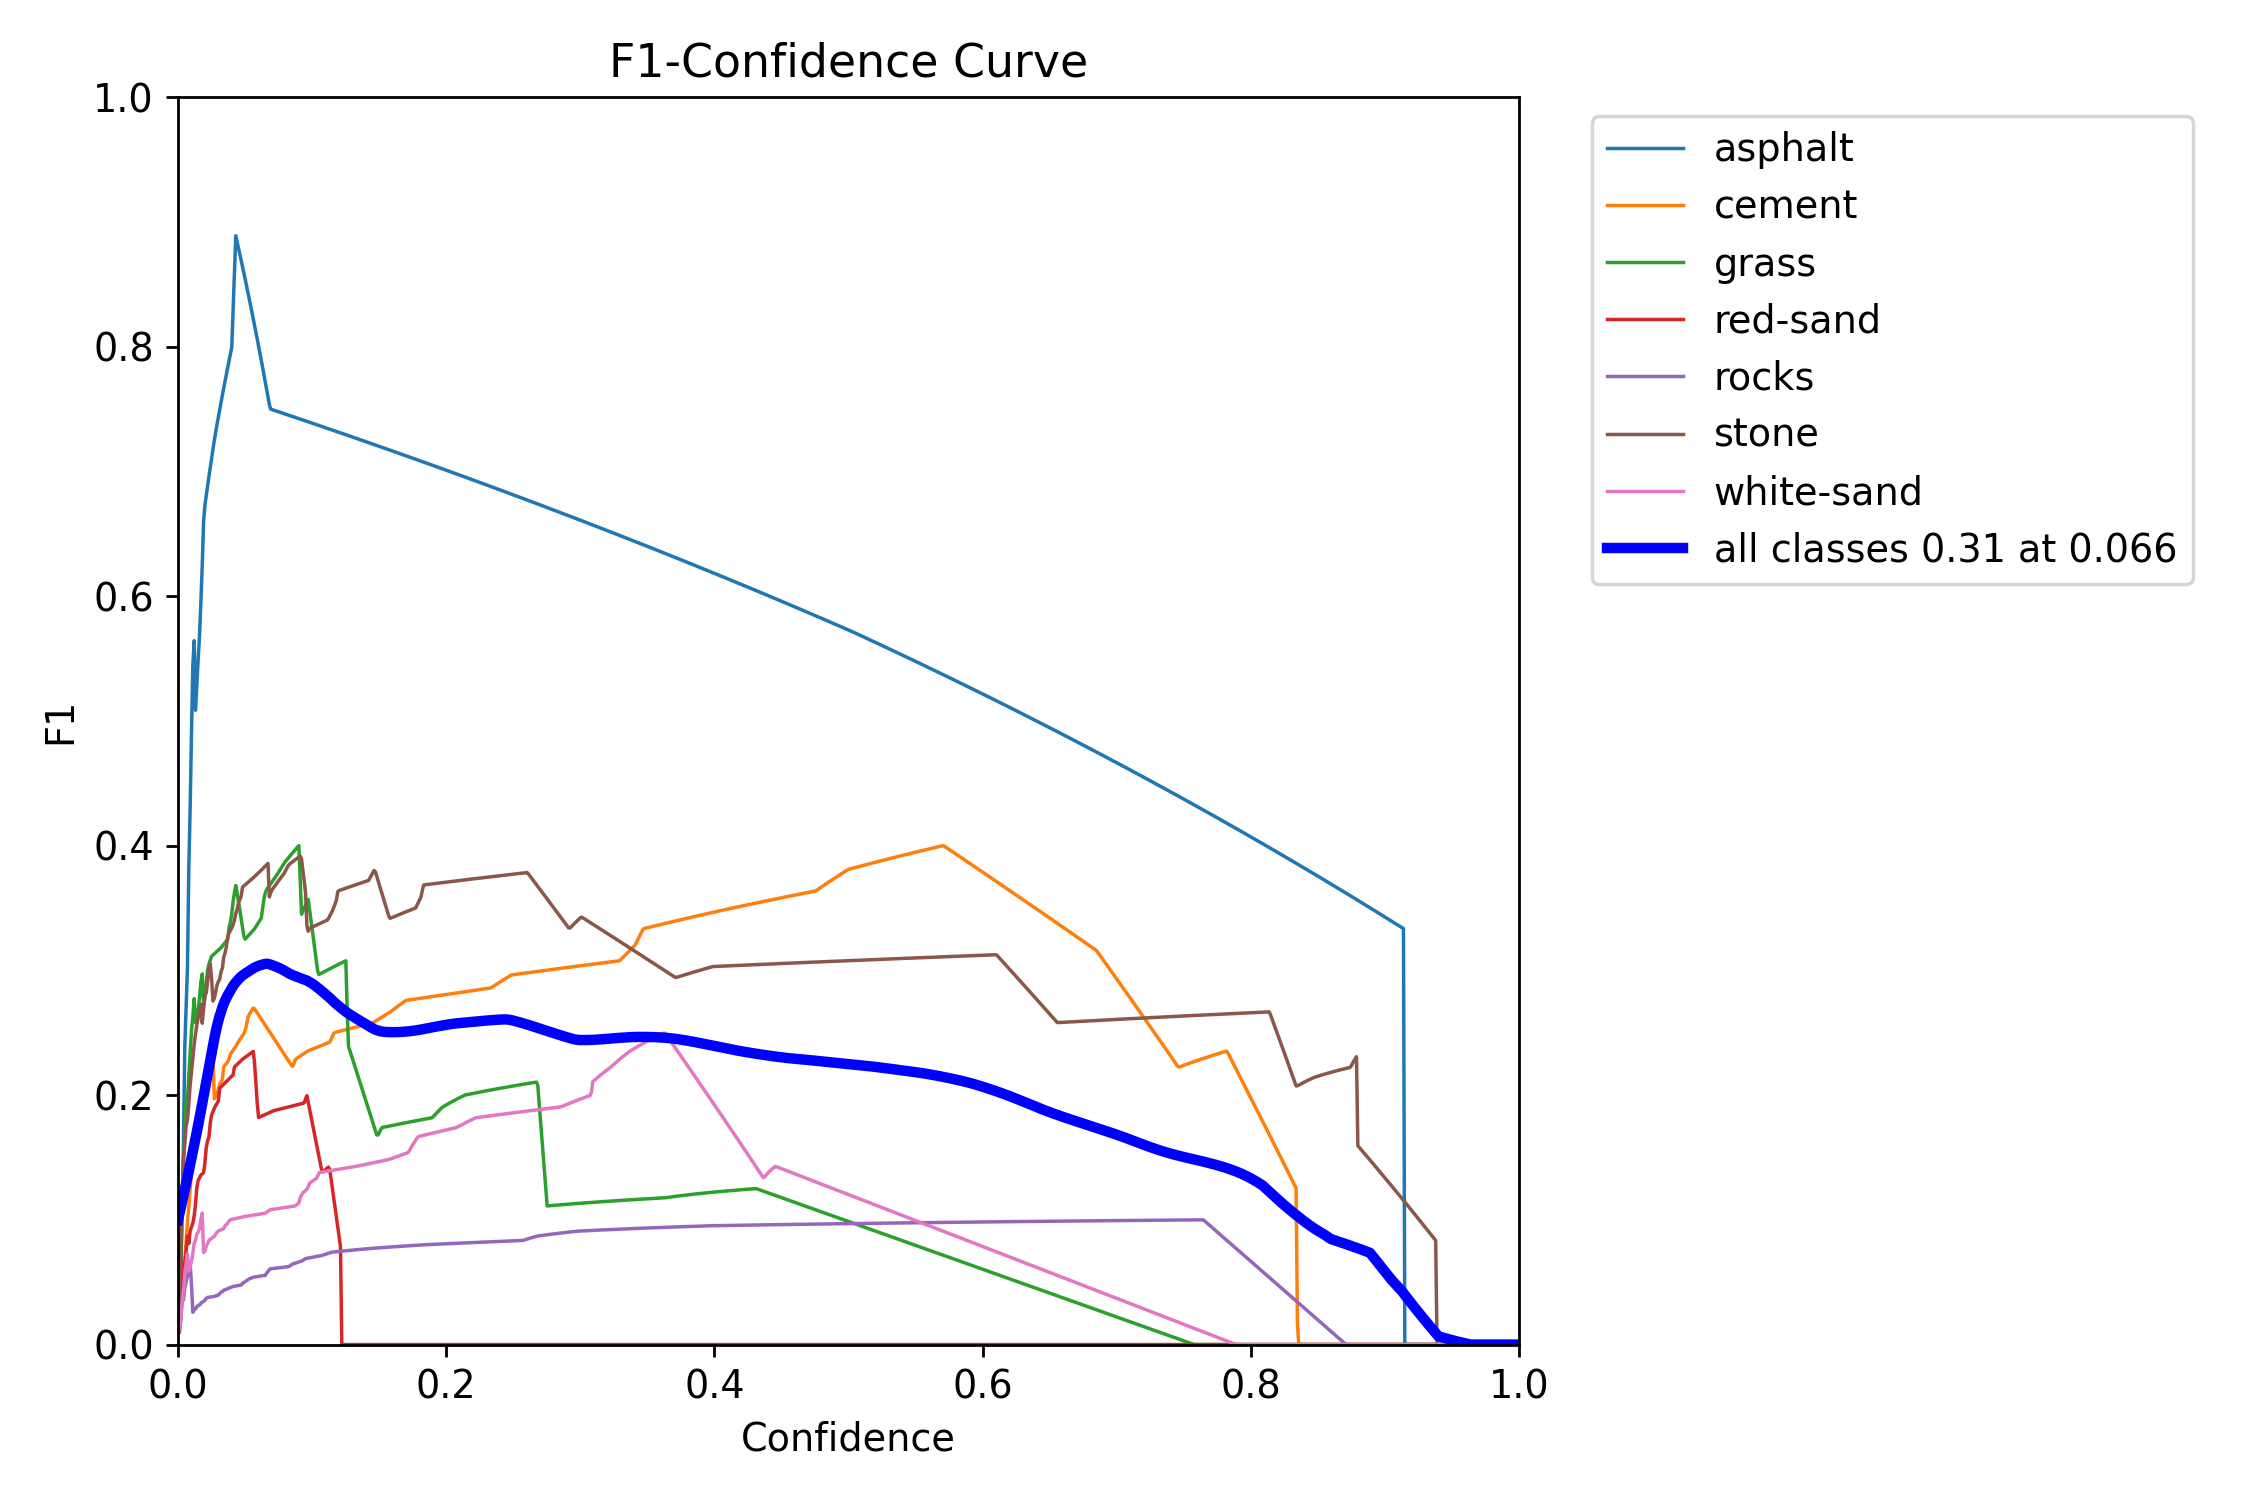 F1-Confidence Curve
1.0
0.8
0.6
0.4
0.2
0.0
F1
0.0 0.2 0.4 0.6 0.8 1.0
Confidence
asphalt
cement
grass
red-sand
rocks
stone
white-sand
all classes 0.31 at 0.066